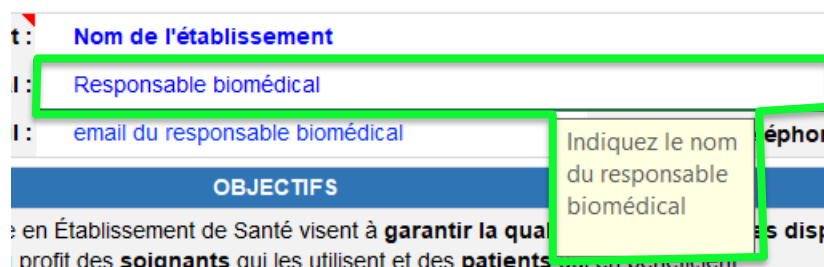 t : Nom de l'établissement
l : Responsable biomédical
l : email du responsable biomédical
éphor
Indiquez le nom
du responsable
biomédical
OBJECTIFS
e en Établissement de Santé visent à garantir la qual
s disp
profit des soignants qui les utilisent et des patients